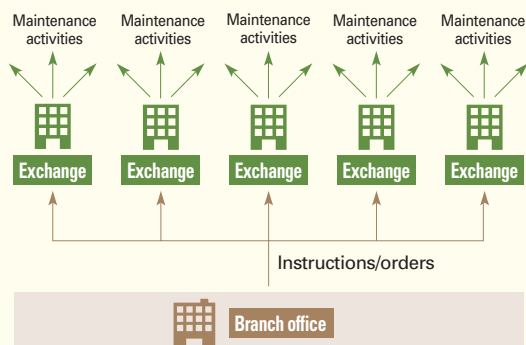 Maintenance activities
Maintenance activities
Maintenance activities
Maintenance activities
Maintenance activities
Exchange
Exchange
Exchange
Exchange
Exchange
Instructions/orders
Branch office